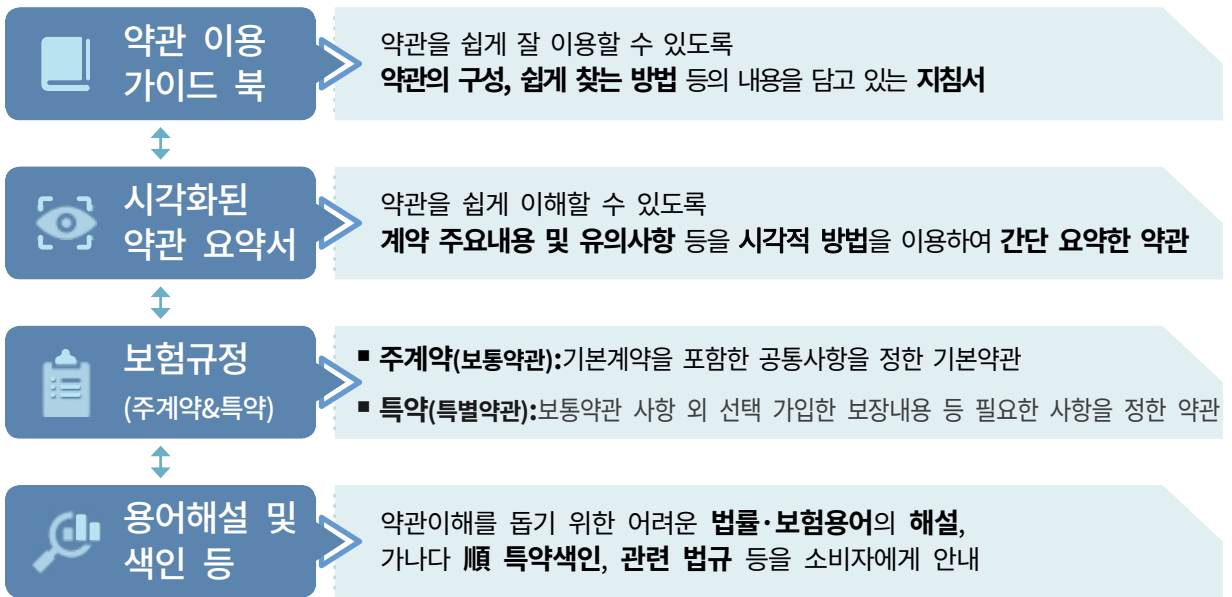 약관 이용
가이드 북
약관을 쉽게 잘 이용할 수 있도록
약관의 구성, 쉽게 찾는 방법 등의 내용을 담고 있는 지침서
시각화된
약관 요약서
약관을 쉽게 이해할 수 있도록
계약 주요내용 및 유의사항 등을 시각적 방법을 이용하여 간단 요약한 약관
보험규정
(주계약&특약)
▪ 주계약(보통약관):기본계약을 포함한 공통사항을 정한 기본약관
▪ 특약(특별약관):보통약관 사항 외 선택 가입한 보장내용 등 필요한 사항을 정한 약관
용어해설 및
색인 등
약관이해를 돕기 위한 어려운 법률·보험용어의 해설,
가나다 順 특약색인, 관련 법규 등을 소비자에게 안내